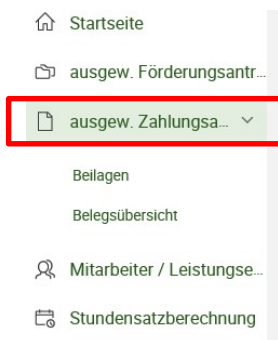 Startseite
ausgew. Förderungsantr...
ausgew. Zahlungsa...
Beilagen
Belegsübersicht
Mitarbeiter / Leistungse...
Stundensatzberechnung